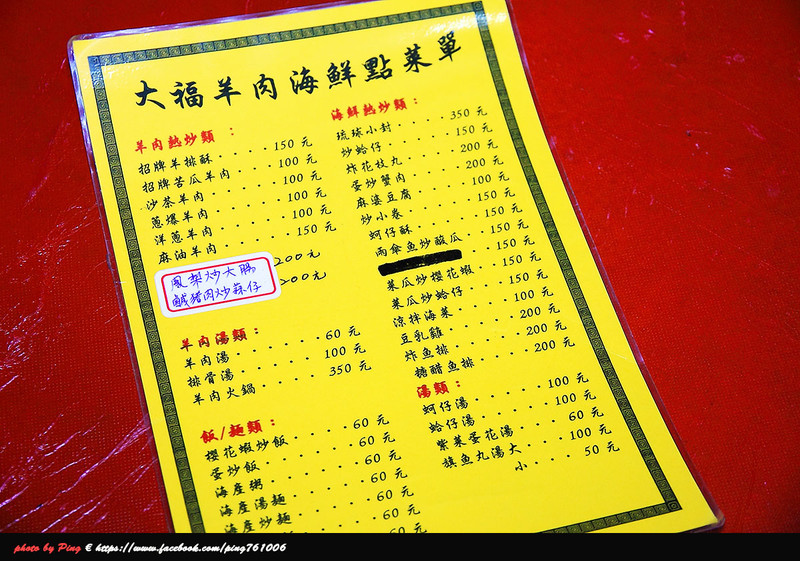 大福羊肉海鮮點菜單
羊肉熱炒類：
招牌羊排酥.....150元
招牌苦瓜羊肉....100元
沙茶羊肉......100元
蔥爆羊肉......100元
洋蔥羊肉......100元
麻油羊肉......150元
鳳梨炒大腸 200元
鹹豬肉炒蒜仔 200元
羊肉湯類：
羊肉湯.......60元
排骨湯......100元
羊肉火鍋.....350元
飯/麵類：
櫻花蝦炒飯.....60元
蛋炒飯.......60元
海產粥.......60元
海產湯麵......60元
海產炒麵......60元
60元
海鮮熱炒類：
琉球小封.....350元
炒蛤仔......150元
炸花枝丸.....200元
蛋炒蟹肉.....200元
麻婆豆腐.....100元
炒小卷......150元
蚵仔酥......150元
雨傘魚炒酸瓜...150元
150元
菜瓜炒櫻花蝦...150元
菜瓜炒蛤仔....150元
涼拌海菜.....100元
豆乳雞......200元
炸魚排......200元
糖醋魚排.....200元
湯類：
蚵仔湯......100元
蛤仔湯......100元
紫菜蛋花湯....60元
旗魚丸湯大....100元
小....50元
photo by Ping € https://www.facebook.com/ping761006